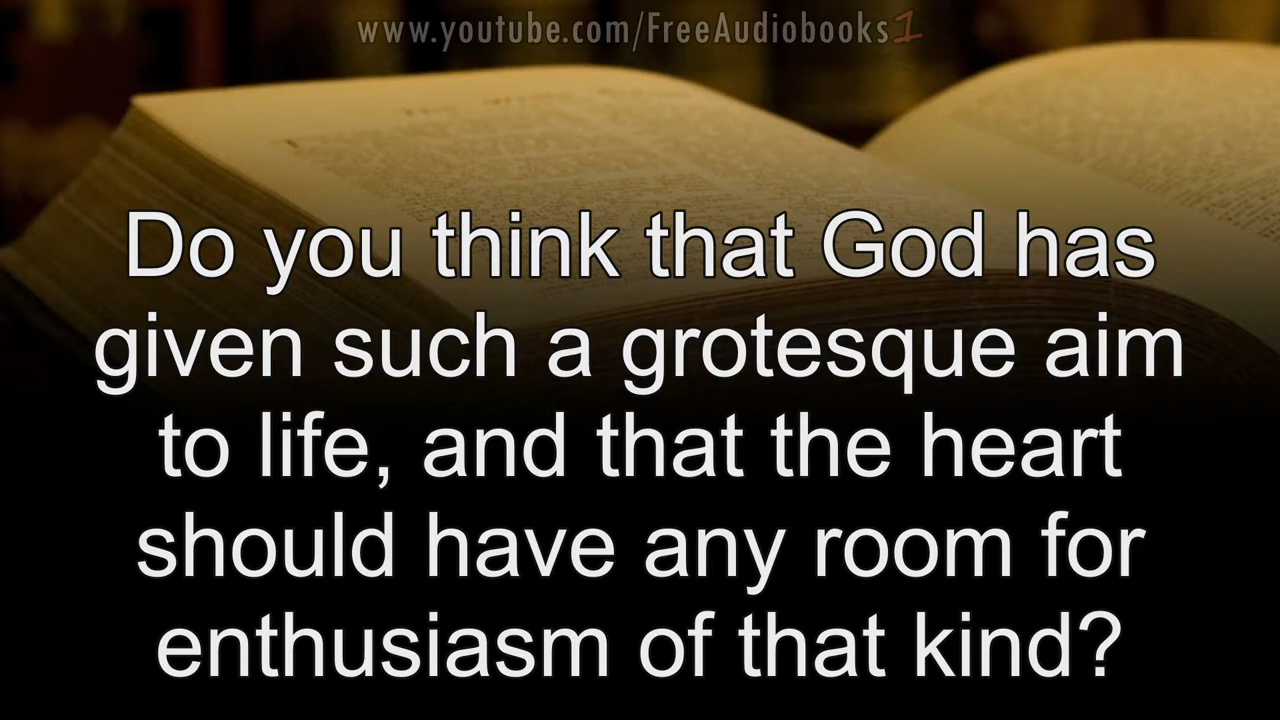 www.youtube.com/FreeAudiobooks1
Do you think that God has
given such a grotesque aim
to life, and that the heart
should have any room for
enthusiasm of that kind?